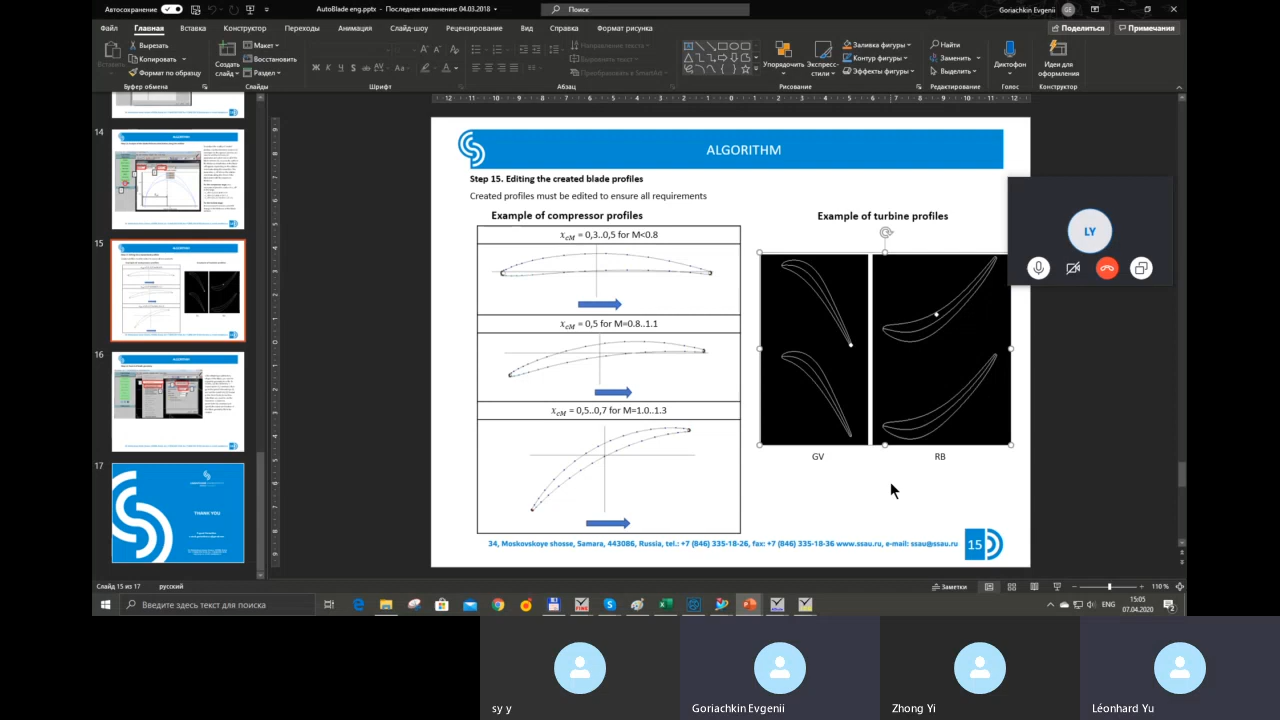 Автосохранение
AutoBlade eng.pptx - Последнее изменение: 04.03.2018
Поиск
Goriachkin Evgenii
GE
Файл
Главная
Вставка
Конструктор
Переходы
Анимация
Слайд-шоу
Рецензирование
Вид
Справка
Формат рисунка
Поделиться
Примечания
Вставить
Вырезать
Копировать
Формат по образцу
Буфер обмена
Создать слайд
Макет
Восстановить
Раздел
Слайды
Ж К Ч S
Шрифт
Направление текста
Выровнять текст
Преобразовать в SmartArt
Абзац
Упорядочить
Экспресс-стили
Заливка фигуры
Контур фигуры
Эффекты фигуры
Рисование
Найти
Заменить
Выделить
Редактирование
Диктофон
Голос
Идеи для оформления
Конструктор
14
ALGORITHM
15
ALGORITHM
16
ALGORITHM
17
THANK YOU
ALGORITHM
Step 15. Editing the created blade profiles
Created profiles must be edited to ensure all requirements
Example of compressor profiles
Example of turbine profiles
xcM = 0,3..0,5 for M<0.8
xcM = 0,5 for M=0.8..1.1
xcM = 0,5..0,7 for M=1.0..1.3
GV
RB
34, Moskovskoye shosse, Samara, 443086, Russia, tel.: +7 (846) 335-18-26, fax: +7 (846) 335-18-36 www.ssau.ru, e-mail: ssau@ssau.ru
15
LY
Слайд 15 из 17
русский
Заметки
110 %
Введите здесь текст для поиска
ENG
15:05
07.04.2020
sy y
Goriachkin Evgenii
Zhong Yi
Léonhard Yu